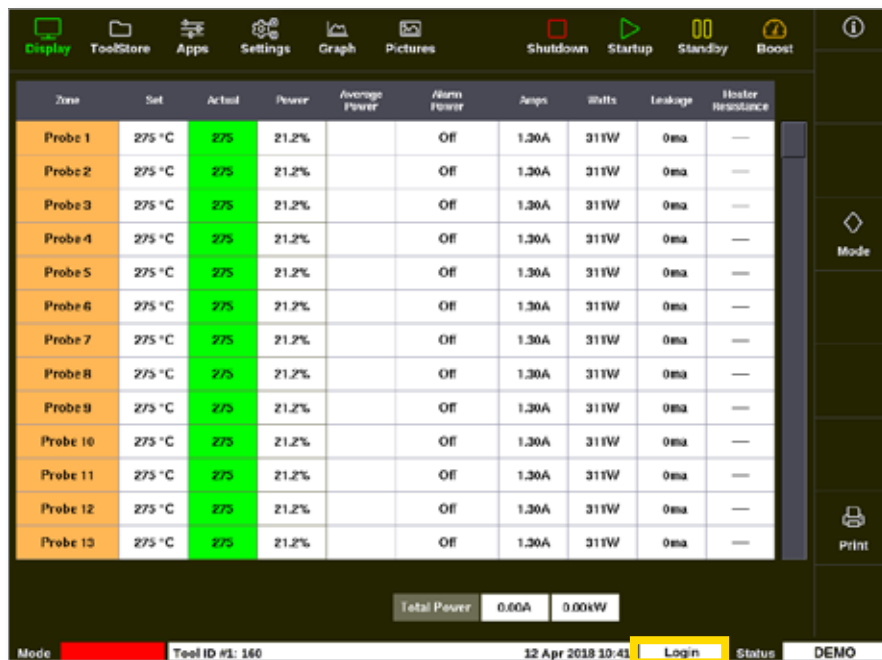 Display ToolStore Apps Settings Graph Pictures Shutdown Startup Standby Boost
Zone Set Actual Power Average Power Alarm Power Amps Watts Leakage Heater Resistance
Probe 1 275 °C 275 21.2% Off 1.30A 311W 0ma —
Probe 2 275 °C 275 21.2% Off 1.30A 311W 0ma —
Probe 3 275 °C 275 21.2% Off 1.30A 311W 0ma —
Probe 4 275 °C 275 21.2% Off 1.30A 311W 0ma —
Probe 5 275 °C 275 21.2% Off 1.30A 311W 0ma —
Probe 6 275 °C 275 21.2% Off 1.30A 311W 0ma —
Probe 7 275 °C 275 21.2% Off 1.30A 311W 0ma —
Probe 8 275 °C 275 21.2% Off 1.30A 311W 0ma —
Probe 9 275 °C 275 21.2% Off 1.30A 311W 0ma —
Probe 10 275 °C 275 21.2% Off 1.30A 311W 0ma —
Probe 11 275 °C 275 21.2% Off 1.30A 311W 0ma —
Probe 12 275 °C 275 21.2% Off 1.30A 311W 0ma —
Probe 13 275 °C 275 21.2% Off 1.30A 311W 0ma —
Mode
Print
Total Power 0.00A 0.00kW
Mode Tool ID #1: 160 12 Apr 2018 10:41 Login Status DEMO